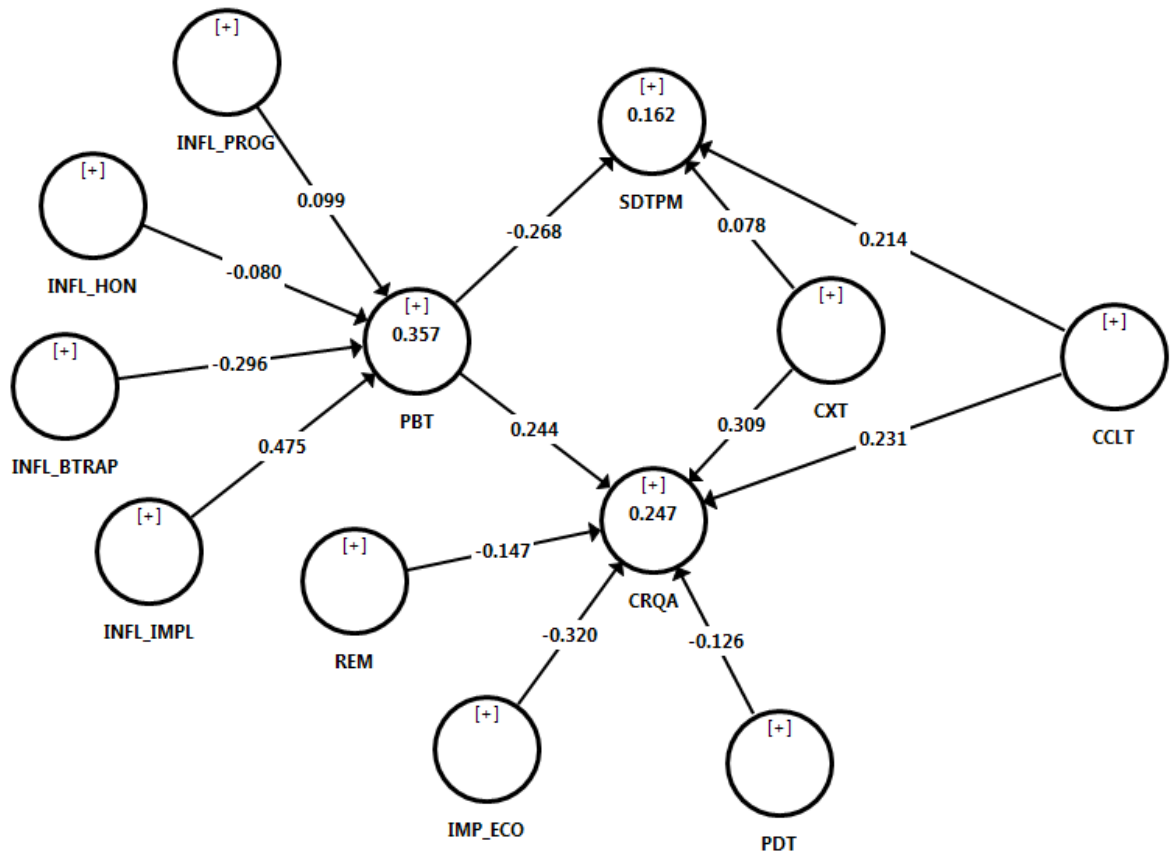 [+]
INFL_PROG
[+]
INFL_HON
[+]
INFL_BTRAP
[+]
INFL_IMPL
0.099
-0.080
-0.296
0.475
[+]
0.357
PBT
-0.268
0.244
[+]
0.162
SDTPM
0.078
0.214
[+]
CXT
[+]
CCLT
0.309
0.231
[+]
0.247
CRQA
[+]
REM
-0.147
-0.320
-0.126
[+]
IMP_ECO
[+]
PDT